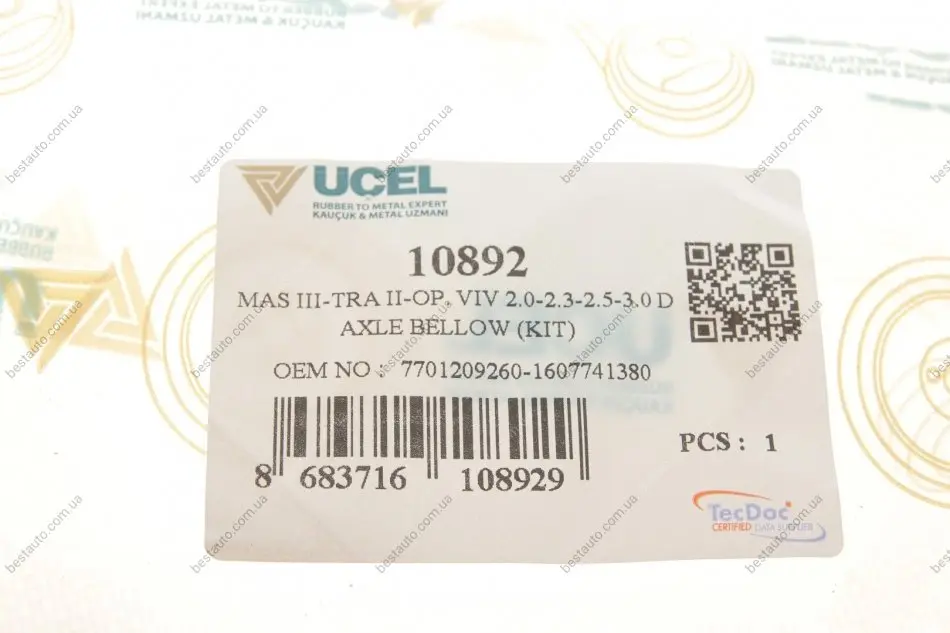 UÇEL
RUBBER TO METAL EXPERT
KAUÇUK & METAL UZMANI
10892
MAS III-TRA II-OP. VIV 2.0-2.3-2.5-3.0 D
AXLE BELLOW (KIT)
OEM NO : 7701209260-1607741380
8 683716 108929
PCS : 1
TecDoc
CERTIFIED DATA SUPPLIER
bestauto.com.ua